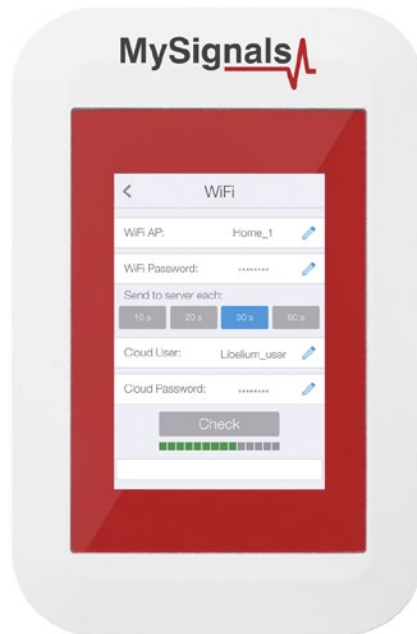 MySignals
WiFi
WiFi AP: Home_1
WiFi Password: ********
Send to server each:
10 s 20 s 30 s 60 s
Cloud User: Libelium_user
Cloud Password: ********
Check